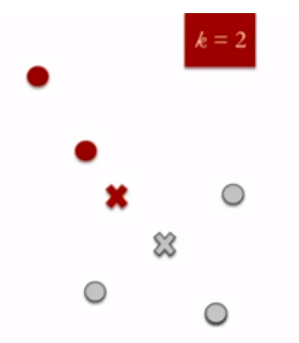 k = 2